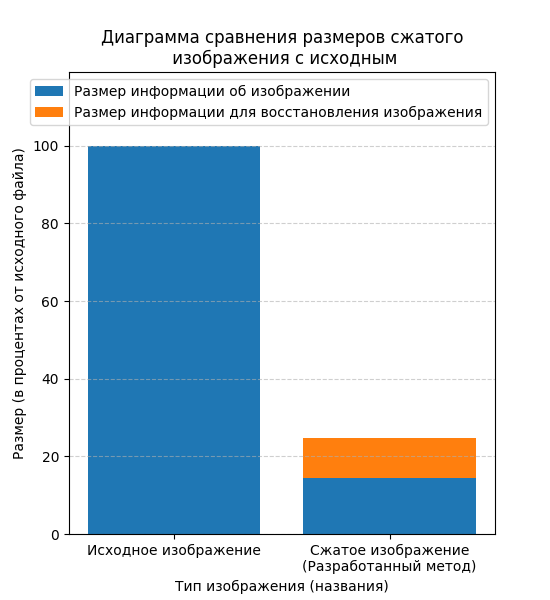 Диаграмма сравнения размеров сжатого
изображения с исходным
Размер информации об изображении
Размер информации для восстановления изображения
Размер (в процентах от исходного файла)
100
80
60
40
20
0
Исходное изображение
Сжатое изображение
(Разработанный метод)
Тип изображения (названия)